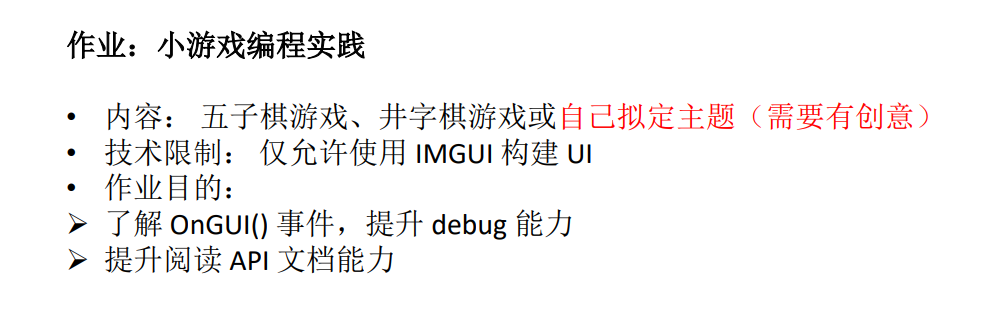 作业：小游戏编程实践
• 内容： 五子棋游戏、井字棋游戏或自己拟定主题（需要有创意）
• 技术限制： 仅允许使用 IMGUI 构建 UI
• 作业目的：
➢ 了解 OnGUI() 事件，提升 debug 能力
➢ 提升阅读 API 文档能力